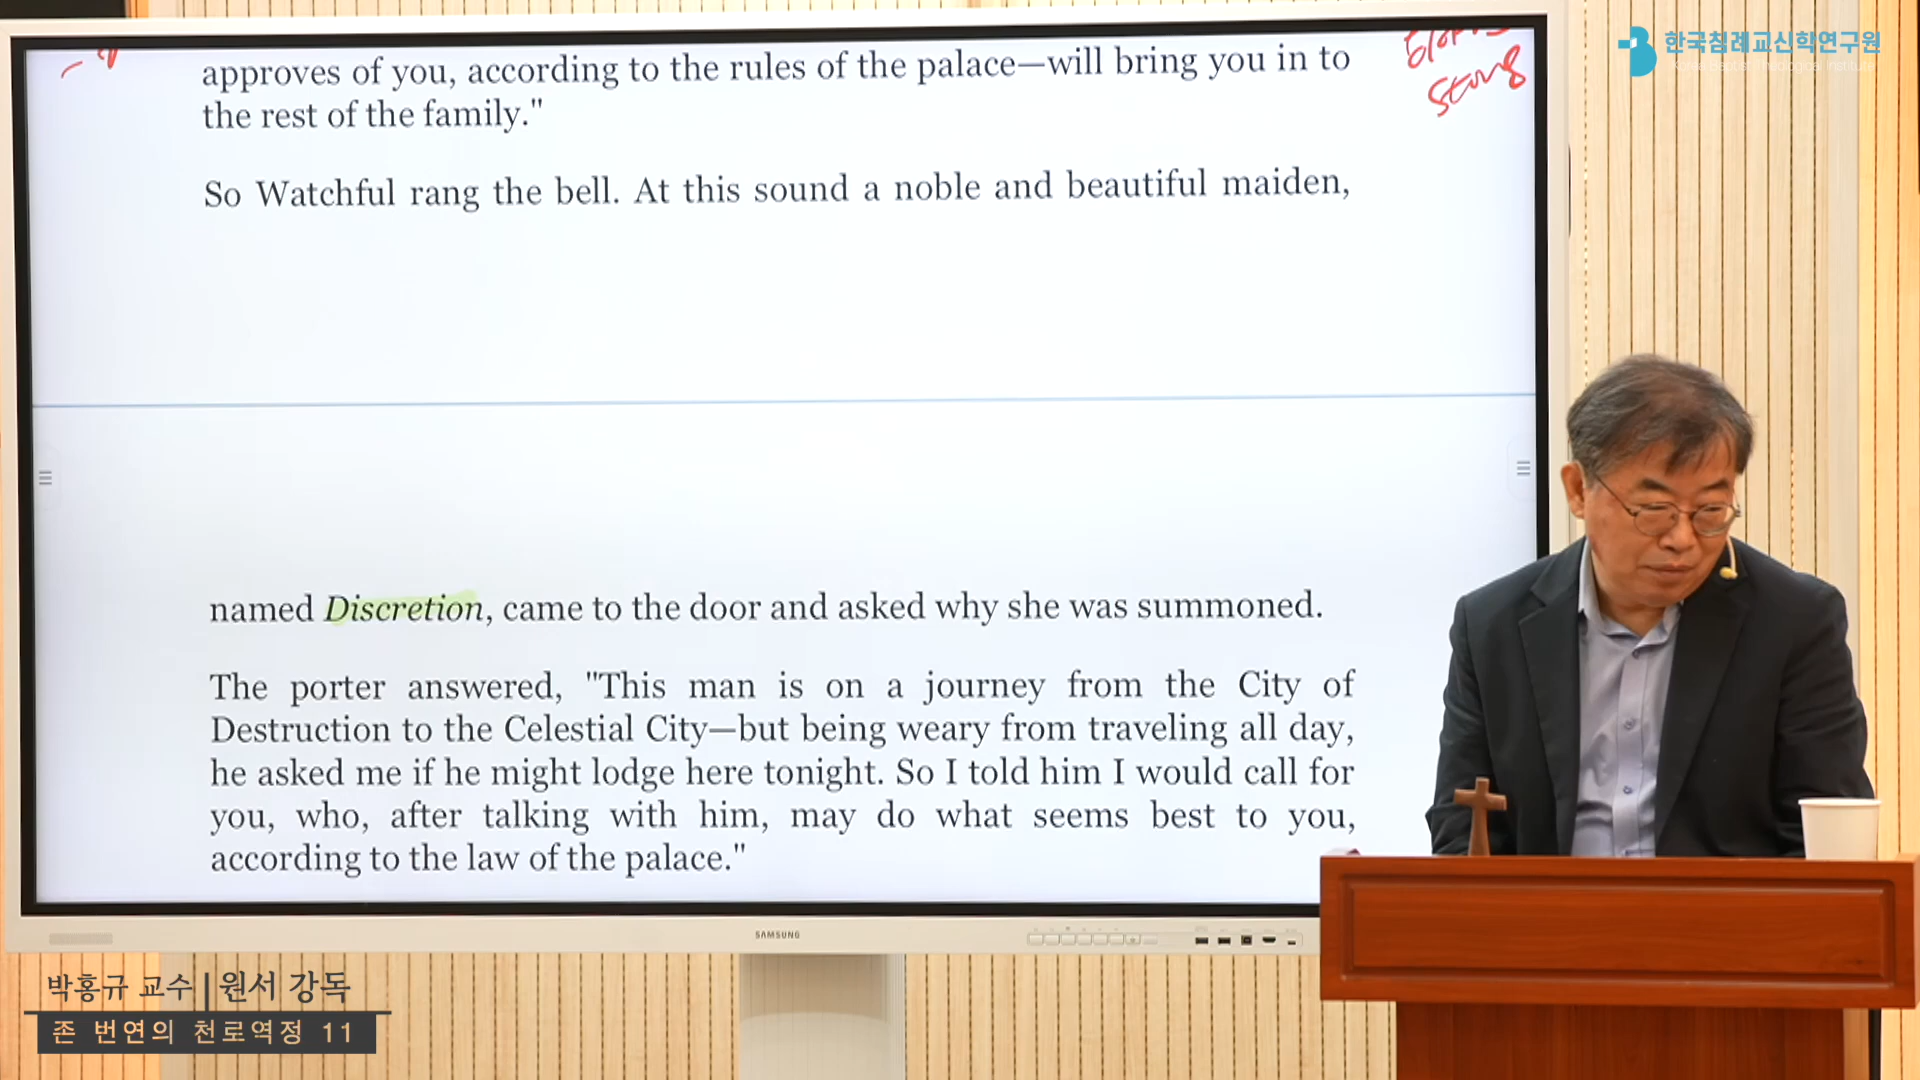 approves of you, according to the rules of the palace—will bring you in to
the rest of the family."
So Watchful rang the bell. At this sound a noble and beautiful maiden,
named Discretion, came to the door and asked why she was summoned.
The porter answered, "This man is on a journey from the City of
Destruction to the Celestial City—but being weary from traveling all day,
he asked me if he might lodge here tonight. So I told him I would call for
you, who, after talking with him, may do what seems best to you,
according to the law of the palace."
SAMSUNG
한국침례교신학연구원
Korea Baptist Theological Institute
박홍규 교수 | 원서 강독
존 번연의 천로역정 11